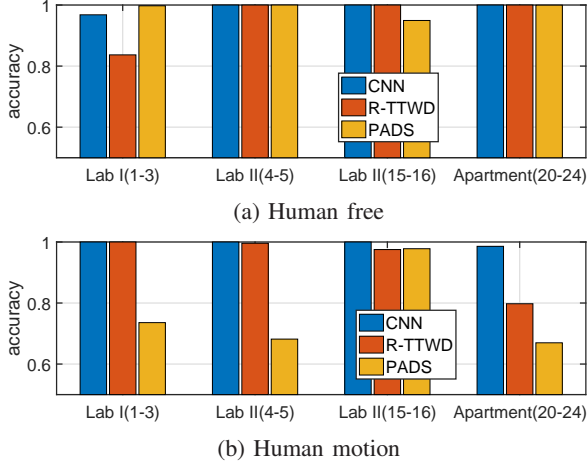 1
0.8
0.6
accuracy
CNN
R-TTWD
PADS
Lab I(1-3) Lab II(4-5) Lab II(15-16) Apartment(20-24)
(a) Human free
1
0.8
0.6
accuracy
CNN
R-TTWD
PADS
Lab I(1-3) Lab II(4-5) Lab II(15-16) Apartment(20-24)
(b) Human motion